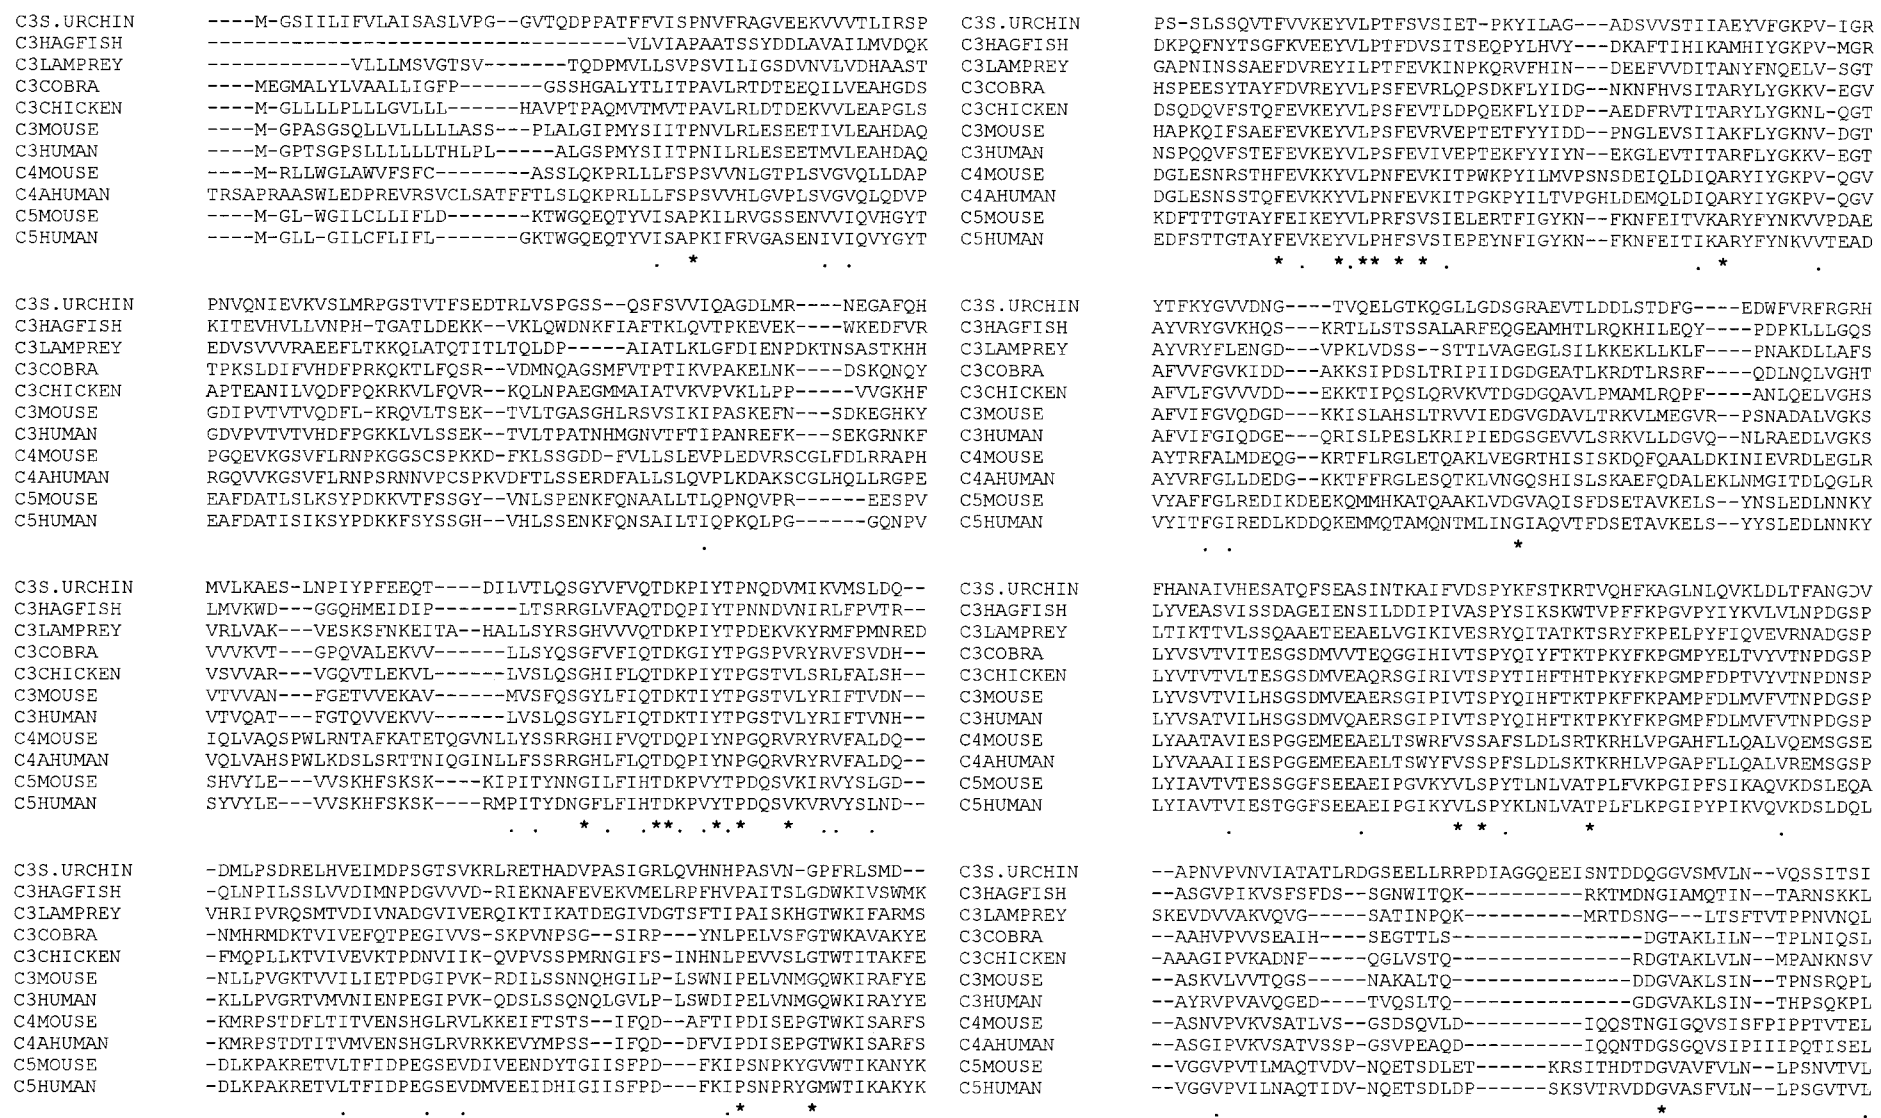 C3S.URCHIN ----M-GSIILIFVLAISASLVPG--GVTQDPPATFFVISPNVFRAGVEEKVVVTLIRSP
C3HAGFISH -----------------------------------VLVIAPAATSSYDDLAVAILMVDQK
C3LAMPREY ------------VLLLMSVGTSV-------TQDPMVLLSVPSVILIGSDVNVLVDHAAST
C3COBRA ----MEGMALYLVAALLIGFP------GSSHGALYTLITPAVLRTDTEEQILVEAHGDS
C3CHICKEN ----M-GLLLLPLLLGVLLL------HAVPTPAQMVTMVTPAVLRLDTDEKVVLEAPGLS
C3MOUSE ----M-GPASGSQLLVLLLLLASS---PLALGIPMYSIITPNVLRLESEETIVLEAHDAQ
C3HUMAN ----M-GPTSGPSLLLLLLTHLPL-----ALGSPMYSIITPNILRLESEETMVLEAHDAQ
C4MOUSE ----M-RLLWGLAWVFSFC--------ASSLQKPRLLLFSPSVVNLGTPLSVGVQLLDAP
C4AHUMAN TRSAPRAASWLEDPREVRSVCLSATFFTLSLQKPRLLLFSPSVVHLGVPLSVGVQLQDVP
C5MOUSE ----M-GL-WGILCLLIFLD-------KTWGQEQTYVISAPKILRVGSSENVVIQVHGYT
C5HUMAN ----M-GLL-GILCFLIFL-------GKTWGQEQTYVISAPKIFRVGASENIVIQVYGYT
. * . .
C3S.URCHIN PNVQNIEVKVSLMRPGSTVTFSEDTRLVSPGSS--QSFSVVIQAGDLMR----NEGAFQH
C3HAGFISH KITEVHVLLVNPH-TGATLDEKK--VKLQWDNKFIAFTKLQVTPKEVEK----WKEDFVR
C3LAMPREY EDVSVVVRAEEFLTKKQLATQTITLTQLDP-----AIATLKLGFDIENPDKTNSASTKHH
C3COBRA TPKSLDIFVHDFPRKQKTLFQSR--VDMNQAGSMFVTPTIKVPAKELNK----DSKQNQY
C3CHICKEN APTEANILVQDFPQKRKVLFQVR--KQLNPAEGMMAIATVKVPVKLLPP-----VVGKHF
C3MOUSE GDIPVTVTVQDFL-KRQVLTSEK--TVLTGASGHLRSVSIKIPASKEFN---SDKEGHKY
C3HUMAN GDVPVTVTVHDFPGKKLVLSSEK--TVLTPATNHMGNVTFTIPANREFK---SEKGRNKF
C4MOUSE PGQEVKGSVFLRNPKGGSCSPKKD-FKLSSGDD-FVLLSLEVPLEDVRSCGLFDLRRAPH
C4AHUMAN RGQVVKGSVFLRNPSRNNVPCSPKVDFTLSSERDFALLSLQVPLKDAKSCGLHQLLRGPE
C5MOUSE EAFDATLSLKSYPDKKVTFSSGY--VNLSPENKFQNAALLTLQPNQVPR------EESPV
C5HUMAN EAFDATISIKSYPDKKFSYSSGH--VHLSSENKFQNSAILTIQPKQLPG------GQNPV
.
C3S.URCHIN MVLKAES-LNPIYPFEEQT----DILVTLQSGYVFVQTDKPIYTPNQDVMIKVMSLDQ--
C3HAGFISH LMVKWD---GGQHMEIDIP------LTSRRGLVFAQTDQPIYTPNNDVNIRLFPVTR--
C3LAMPREY VRLVAK---VESKSFNKEITA--HALLSYRSGHVVVQTDKPIYTPDEKVKYRMFPMNRED
C3COBRA VVVKVT---GPQVALEKVV------LLSYQSGFVFIQTDKGIYTPGSPVRYRVFSVDH--
C3CHICKEN VSVVAR---VGQVTLEKVL------LVSLQSGHIFLQTDKPIYTPGSTVLSRLFALSH--
C3MOUSE VTVVAN---FGETVVEKAV------MVSFQSGYLFIQTDKTIYTPGSTVLYRIFTVDN--
C3HUMAN VTVQAT---FGTQVVEKVV------LVSLQSGYLFIQTDKTIYTPGSTVLYRIFTVNH--
C4MOUSE IQLVAQSPWLRNTAFKATETQGVNLLYSSRRGHIFVQTDQPIYNPGQRVRYRVFALDQ--
C4AHUMAN VQLVAHSPWLKDSLSRTTNIQGINLLFSSRRGHLFLQTDQPIYNPGQRVRYRVFALDQ--
C5MOUSE SHVYLE---VVSKHFSKSK----KIPITYNNGILFIHTDKPVYTPDQSVKIRVYSLGD--
C5HUMAN SYVYLE---VVSKHFSKSK----RMPITYDNGFLFIHTDKPVYTPDQSVKVRVYSLND--
. . * . .**. .* * * . . .
C3S.URCHIN -DMLPSDRELHVEIMDPSGTSVKRLRETHADVPASIGRLQVHNHPASVN-GPFRLSMD--
C3HAGFISH -QLNPILSSLVVDIMNPDGVVVD-RIEKNAFEVEKVMELRPFHVPAITSLGDWKIVSWMK
C3LAMPREY VHRIPVRQSMTVDIVNADGVIVERQIKTIKATDEGIVDGTSFTIPAISKHGTWKIFARMS
C3COBRA -NMHRMDKTVIVEFQTPEGIVVS-SKPVNPSG--SIRP---YNLPELVSFGTWKAVAKYE
C3CHICKEN -FMQPLLKTVIVEVKTPDNVIIK-QVPVSSPMRNGIFS-INHNLPEVVSLGTWTITAKFE
C3MOUSE -NLLPVGKTVVILIETPDGIPVK-RDILSSNNQHGILP-LSWNIPELVNMGQWKIRAFYE
C3HUMAN -KLLPVGRTVMVNIENPEGIPVK-QDSLSSQNQLGVLP-LSWDIPELVNMGQWKIRAYYE
C4MOUSE -KMRPSTDFLTITVENSHGLRVLKKEIFTSTS--IFQD--AFTIPDISEPGTWKISARFS
C4AHUMAN -KMRPSTDTITVMVENSHGLRVRKKEVYMPSS--IFQD--DFVIPDISEPGTWKISARFS
C5MOUSE -DLKPAKRETVLTFIDPEGSEVDIVEENDYTGIISFPD---FKIPSNPKYGVWTIKANYK
C5HUMAN -DLKPAKRETVLTFIDPEGSEVDMVEEIDHIGIISFPD---FKIPSNPRYGMWTIKAKYK
. . . .* *
C3S.URCHIN PS-SLSSQVTFVVKEYVLPTFSVSIET-PKYILAG---ADSVVSTIIAEYVFGKPV-IGR
C3HAGFISH DKPQFNYTSGFKVEEYVLPTFDVSITSEQPYLHVY---DKAFTIHIKAMHIYGKPV-MGR
C3LAMPREY GAPNINSSAEFDVREYILPTFEVKINPKQRVFHIN---DEEFVVDITANYFNQELV-SGT
C3COBRA HSPEESYTAYFDVREYVLPSFEVRLQPSDKFLYIDG--NKNFHVSITARYLYGKKV-EGV
C3CHICKEN DSQDQVFSTQFEVKEYVLPSFEVTLDPQEKFLYIDP--AEDFRVTITARYLYGKNL-QGT
C3MOUSE HAPKQIFSAEFEVKEYVLPSFEVRVEPTETFYYIDD--PNGLEVSIIAKFLYGKNV-DGT
C3HUMAN NSPQQVFSTEFEVKEYVLPSFEVIVEPTEKFYYIYN--EKGLEVTITARFLYGKKV-EGT
C4MOUSE DGLESNRSTHFEVKKYVLPNFEVKITPWKPYILMVPSNSDEIQLDIQARYIYGKPV-QGV
C4AHUMAN DGLESNSSTQFEVKKYVLPNFEVKITPGKPYILTVPGHLDEMQLDIQARYIYGKPV-QGV
C5MOUSE KDFTTTGTAYFEIKEYVLPRFSVSIELERTFIGYKN--FKNFEITVKARYFYNKVVPDAE
C5HUMAN EDFSTTGTAYFEVKEYVLPHFSVSIEPEYNFIGYKN--FKNFEITIKARYFYNKVVTEAD
* . *.** * * . . * .
C3S.URCHIN YTFKYGVVDNG----TVQELGTKQGLLGDSGRAEVTLDDLSTDFG----EDWFVRFRGRH
C3HAGFISH AYVRYGVKHQS----KRTLLSTSSALARFEQGEAMHTLRQKHILEQY----PDPKLLLGQS
C3LAMPREY AYVRYFLENGD---VPKLVDSS--STTLVAGEGLSILKKEKLLKLF----PNAKDLLAFS
C3COBRA AFVVFGVKIDD---AKKSIPDSLTRIPIIDGDGEATLKRDTLRSRF----QDLNQLVGHT
C3CHICKEN AFVLFGVVVDD---EKKTIPQSLQRVKVTDGDGQAVLPMAMLRQPF----ANLQELVGHS
C3MOUSE AFVIFGVQDGD---KKISLAHSLTRVVIEDGVGDAVLTRKVLMEGVR--PSNADALVGKS
C3HUMAN AFVIFGIQDGE---QRISLPESLKRIPIEDGSGEVVLSRKVLLDGVQ--NLRAEDLVGKS
C4MOUSE AYTRFALMDEQG--KRTFLRGLETQAKLVEGRTHISISKDQFQAALDKINIEVRDLEGLR
C4AHUMAN AYVRFGLLDEDG--KKTFFRGLESQTKLVNGQSHISLSKAEFQDALEKLNMGITDLQGLR
C5MOUSE VYAFFGLREDIKDEEKQMMHKATQAAKLVDGVAQISFDSETAVKELS--YNSLEDLNNKY
C5HUMAN VYITFGIREDLKDDQKEMMQTAMQNTMLINGIAQVTFDSETAVKELS--YYSLEDLNNKY
. . *
C3S.URCHIN FHANAIVHESATQFSEASINTKAIFVDSPYKFSTKRTVQHFKAGLNLQVKLDLTFANGDV
C3HAGFISH LYVEASVISSDAGEIENSILDDIPIVASPYSIKSKWTVPFFKPGVPYIYKVLVLNPDGSP
C3LAMPREY LTIKTTVLSSQAAETEEAELVGIKIVESRYQITATKTSRYFKPELPYFIQVEVRNADGSP
C3COBRA LYVSVTVITESGSDMVVTEQGGIHIVTSPYQIYFTKTPKYFKPGMPYELTVYVTNPDGSP
C3CHICKEN LYVTVTVLTESGSDMVEAQRSGIRIVTSPYTIHFTHTPKYFKPGMPFDPTVYVTNPDNSP
C3MOUSE LYVSVTVILHSGSDMVEAERSGIPIVTSPYQIHFTKTPKFFKPAMPFDLMVFVTNPDGSP
C3HUMAN LYVSATVILHSGSDMVQAERSGIPIVTSPYQIHFTKTPKYFKPGMPFDLMVFVTNPDGSP
C4MOUSE LYAATAVIESPGGEMEEAELTSWRFVSSAFSLDLSRTKRHLVPGAHFLLQALVQEMSGSE
C4AHUMAN LYVAAAIIESPGGEMEEAELTSWYFVSSPFSLDLSKTKRHLVPGAPFLLQALVREMSGSP
C5MOUSE LYIAVTVTESSGGFSEEAEIPGVKYVLSPYTLNLVATPLFVKPGIPFSIKAQVKDSLEQA
C5HUMAN LYIAVTVIESTGGFSEEAEIPGIKYVLSPYKLNLVATPLFLKPGIPYPIKVQVKDSLDQL
. . * * . * .
C3S.URCHIN --APNVPVNVIATATLRDGSEELLRRPDIAGGQEEISNTDDQGGVSMVLN--VQSSITSI
C3HAGFISH --ASGVPIKVSFSFDS--SGNWITQK----------RKTMDNGIAMQTIN--TARNSKKL
C3LAMPREY SKEVDVVAKVQVG-----SATINPQK----------MRTDSNG---LTSFTVTPPNVNQL
C3COBRA --AAHVPVVSEAIH----SEGTTLS---------------DGTAKLILN--TPLNIQSL
C3CHICKEN -AAAGIPVKADNF-----QGLVSTQ---------------RDGTAKLVLN--MPANKNSV
C3MOUSE --ASKVLVVTQGS-----NAKALTQ---------------DDGVAKLSIN--TPNSRQPL
C3HUMAN --AYRVPVAVQGED----TVQSLTQ---------------GDGVAKLSIN--THPSQKPL
C4MOUSE --ASNVPVKVSATLVS--GSDSQVLD----------IQQSTNGIGQVSISFPIPPTVTEL
C4AHUMAN --ASGIPVKVSATVSSP-GSVPEAQD----------IQQNTDGSGQVSIPIIIPQTISEL
C5MOUSE --VGGVPVTLMAQTVDV-NQETSDLET------KRSITHDTDGVAVFVLN--LPSNVTVL
C5HUMAN --VGGVPVILNAQTIDV-NQETSDLDP------SKSVTRVDDGVASFVLN--LPSGVTVL
. * .